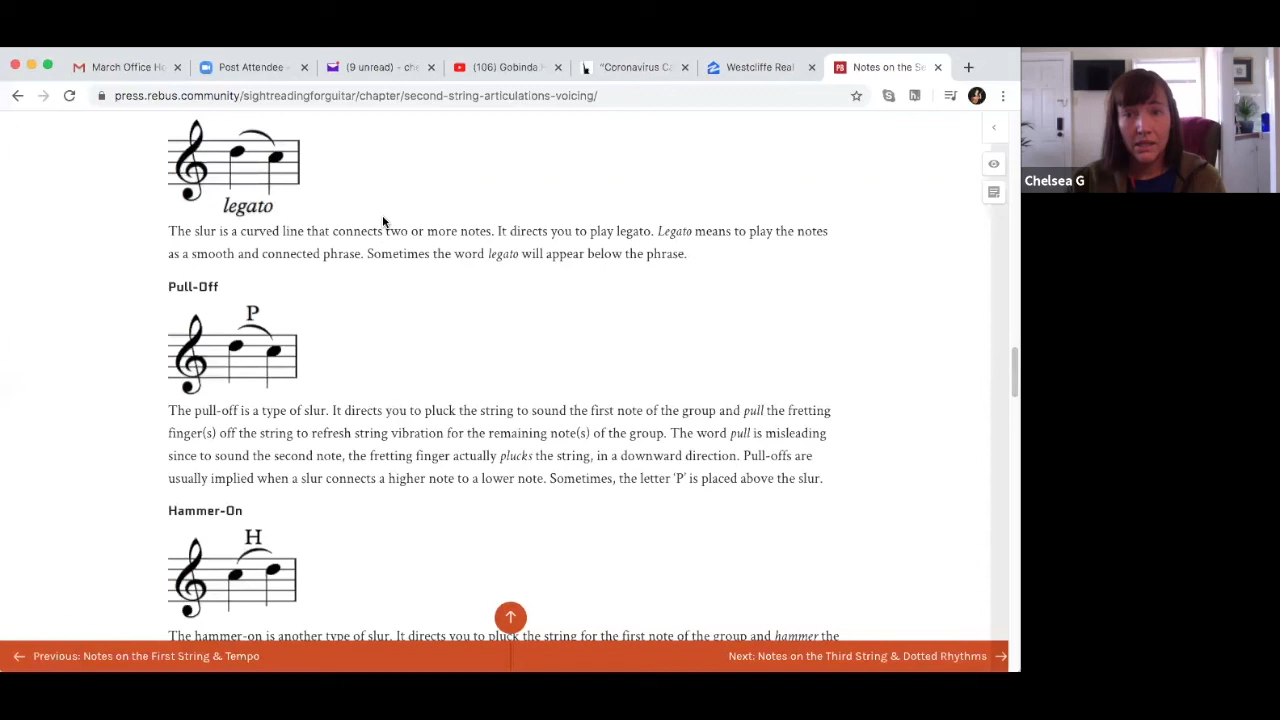 March Office Ho
Post Attendee -
(9 unread) - che
(106) Gobinda H
"Coronavirus Ca
Westcliffe Real
PB Notes on the Se
press.rebus.community/sightreadingforguitar/chapter/second-string-articulations-voicing/
Chelsea G
legato
The slur is a curved line that connects two or more notes. It directs you to play legato. Legato means to play the notes
as a smooth and connected phrase. Sometimes the word legato will appear below the phrase.
Pull-Off
P
The pull-off is a type of slur. It directs you to pluck the string to sound the first note of the group and pull the fretting
finger(s) off the string to refresh string vibration for the remaining note(s) of the group. The word pull is misleading
since to sound the second note, the fretting finger actually plucks the string, in a downward direction. Pull-offs are
usually implied when a slur connects a higher note to a lower note. Sometimes, the letter ‘P’ is placed above the slur.
Hammer-On
H
The hammer-on is another type of slur. It directs you to pluck the string for the first note of the group and hammer the
← Previous: Notes on the First String & Tempo
Next: Notes on the Third String & Dotted Rhythms →